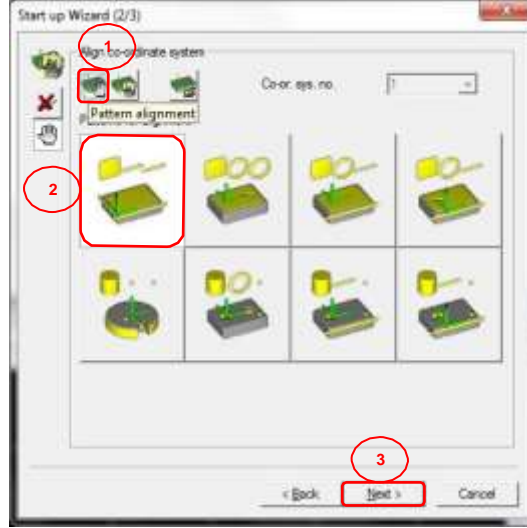 Start up Wizard (2/3)
1
Align co-ordinate system
Co-or. sys. no.
1
Pattern alignment
2
3
< Back
Next >
Cancel